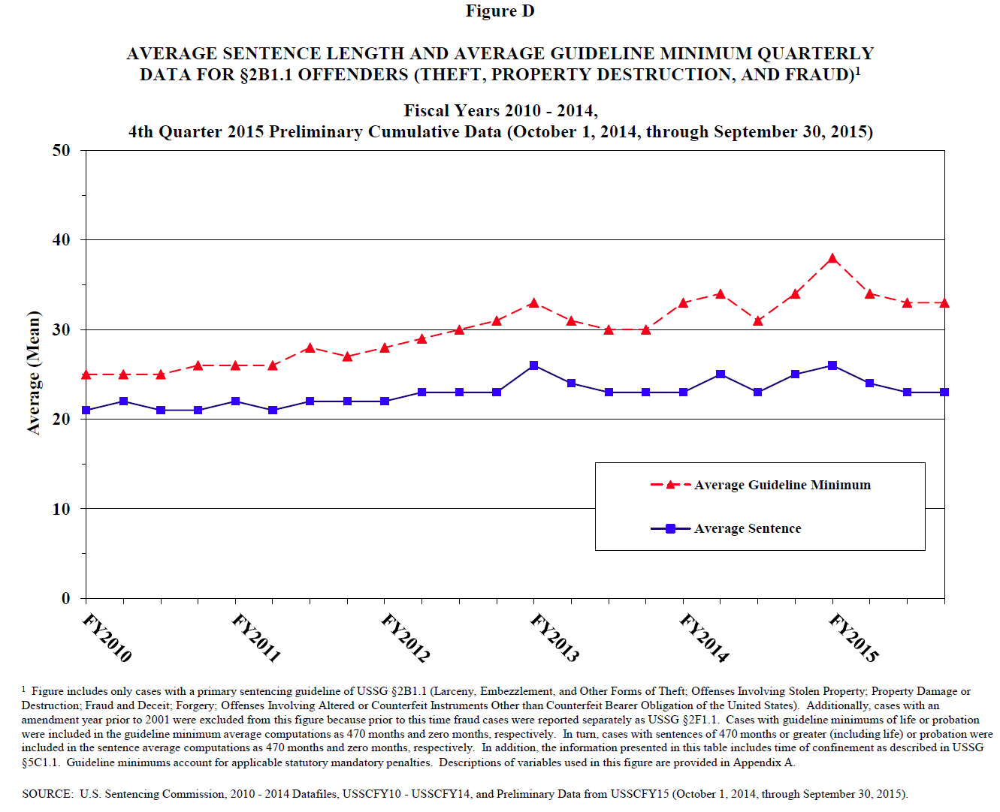 Figure D
AVERAGE SENTENCE LENGTH AND AVERAGE GUIDELINE MINIMUM QUARTERLY
DATA FOR §2B1.1 OFFENDERS (THEFT, PROPERTY DESTRUCTION, AND FRAUD)¹
Fiscal Years 2010 - 2014,
4th Quarter 2015 Preliminary Cumulative Data (October 1, 2014, through September 30, 2015)
50
40
30
20
10
0
Average (Mean)
Average Guideline Minimum
Average Sentence
FY2010
FY2011
FY2012
FY2013
FY2014
FY2015
¹ Figure includes only cases with a primary sentencing guideline of USSG §2B1.1 (Larceny, Embezzlement, and Other Forms of Theft; Offenses Involving Stolen Property; Property Damage or
Destruction; Fraud and Deceit; Forgery; Offenses Involving Altered or Counterfeit Instruments Other than Counterfeit Bearer Obligation of the United States). Additionally, cases with an
amendment year prior to 2001 were excluded from this figure because prior to this time fraud cases were reported separately as USSG §2F1.1. Cases with guideline minimums of life or probation
were included in the guideline minimum average computations as 470 months and zero months, respectively. In turn, cases with sentences of 470 months or greater (including life) or probation were
included in the sentence average computations as 470 months and zero months, respectively. In addition, the information presented in this table includes time of confinement as described in USSG
§5C1.1. Guideline minimums account for applicable statutory mandatory penalties. Descriptions of variables used in this figure are provided in Appendix A.
SOURCE: U.S. Sentencing Commission, 2010 - 2014 Datafiles, USSCFY10 - USSCFY14, and Preliminary Data from USSCFY15 (October 1, 2014, through September 30, 2015).